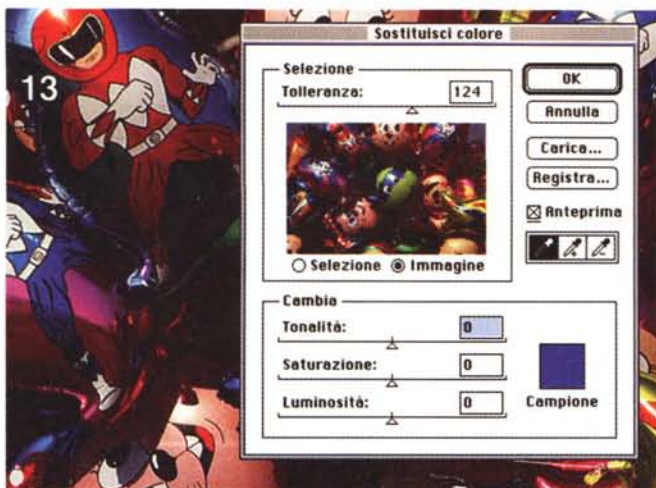 13
Sostituisci colore
Selezione
Tolleranza: 124
OK
Annulla
Carica...
Registra...
Anteprima
Selezione Immagine
Cambia
Tonalità: 0
Saturazione: 0
Luminosità: 0
Campione